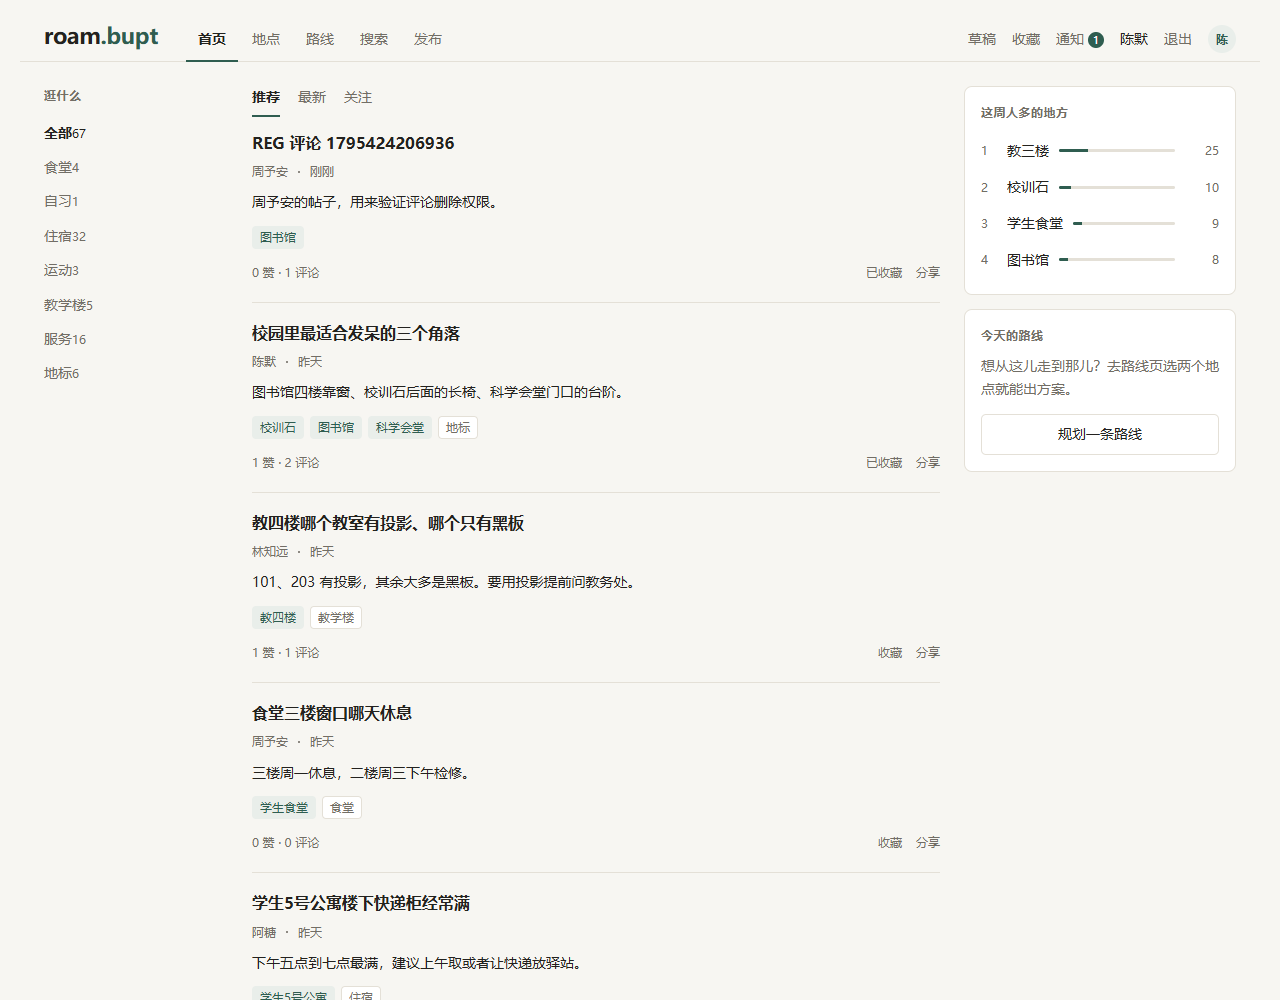 roam.bupt 首页 地点 路线 搜索 发布 草稿 收藏 通知 1 陈默 退出 陈
逛什么
全部67
食堂4
自习1
住宿32
运动3
教学楼5
服务16
地标6
推荐 最新 关注
REG 评论 1795424206936
周予安 · 刚刚
周予安的帖子，用来验证评论删除权限。
图书馆
0 赞 · 1 评论 已收藏 分享
校园里最适合发呆的三个角落
陈默 · 昨天
图书馆四楼靠窗、校训石后面的长椅、科学会堂门口的台阶。
校训石 图书馆 科学会堂 地标
1 赞 · 2 评论 已收藏 分享
教四楼哪个教室有投影、哪个只有黑板
林知远 · 昨天
101、203 有投影，其余大多是黑板。要用投影提前问教务处。
教四楼 教学楼
1 赞 · 1 评论 收藏 分享
食堂三楼窗口哪天休息
周予安 · 昨天
三楼周一休息，二楼周三下午检修。
学生食堂 食堂
0 赞 · 0 评论 收藏 分享
学生5号公寓楼下快递柜经常满
阿糖 · 昨天
下午五点到七点最满，建议上午取或者让快递放驿站。
学生5号公寓 住宿
这周人多的地方
1 教三楼 25
2 校训石 10
3 学生食堂 9
4 图书馆 8
今天的路线
想从这儿走到那儿？去路线页选两个地
点就能出方案。
规划一条路线